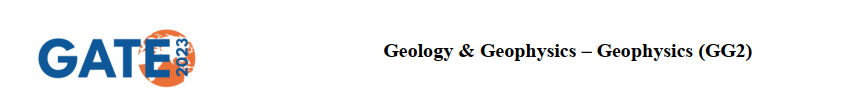 GATE 2023
Geology & Geophysics – Geophysics (GG2)